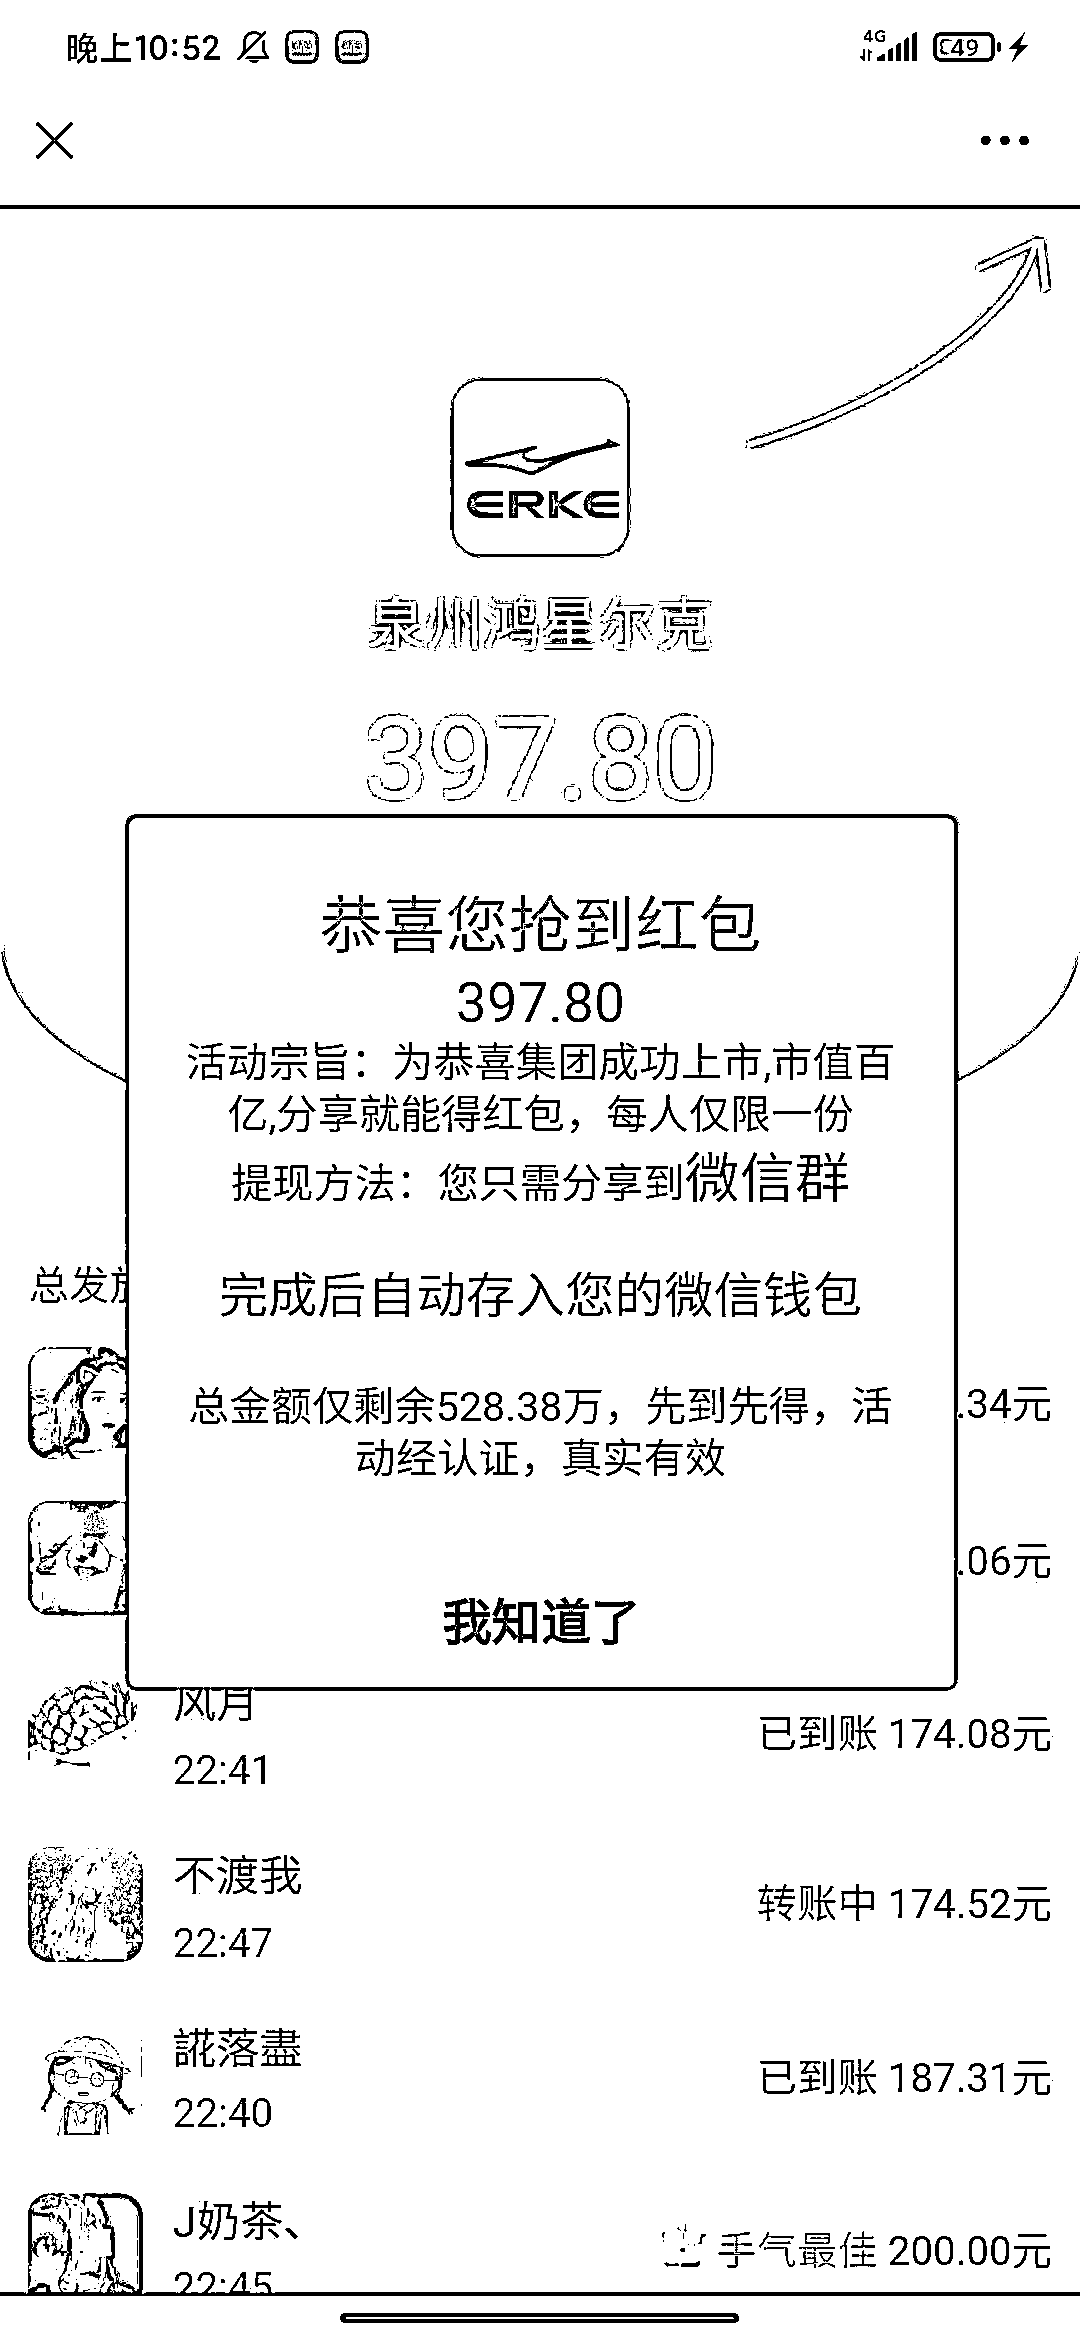 晚上10:52
4G
49
ERKE
泉州鸿星尔克
397.80
恭喜您抢到红包
397.80
活动宗旨：为恭喜集团成功上市,市值百
亿,分享就能得红包，每人仅限一份
提现方法：您只需分享到微信群
完成后自动存入您的微信钱包
总金额仅剩余528.38万，先到先得，活
动经认证，真实有效
我知道了
总发放
.34元
.06元
风月
22:41
已到账 174.08元
不渡我
22:47
转账中 174.52元
誮落盡
22:40
已到账 187.31元
J奶茶、
22:45
手气最佳 200.00元